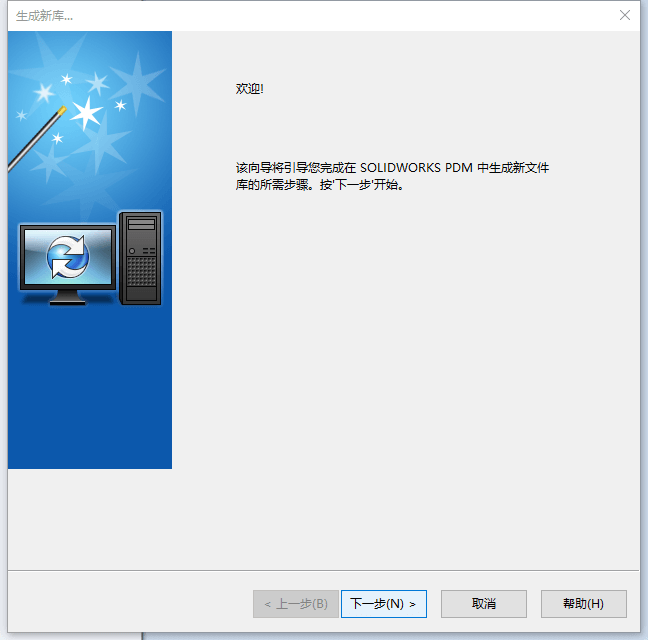 生成新库...
欢迎!
该向导将引导您完成在 SOLIDWORKS PDM 中生成新文件
库的所需步骤。按'下一步'开始。
< 上一步(B)
下一步(N) >
取消
帮助(H)